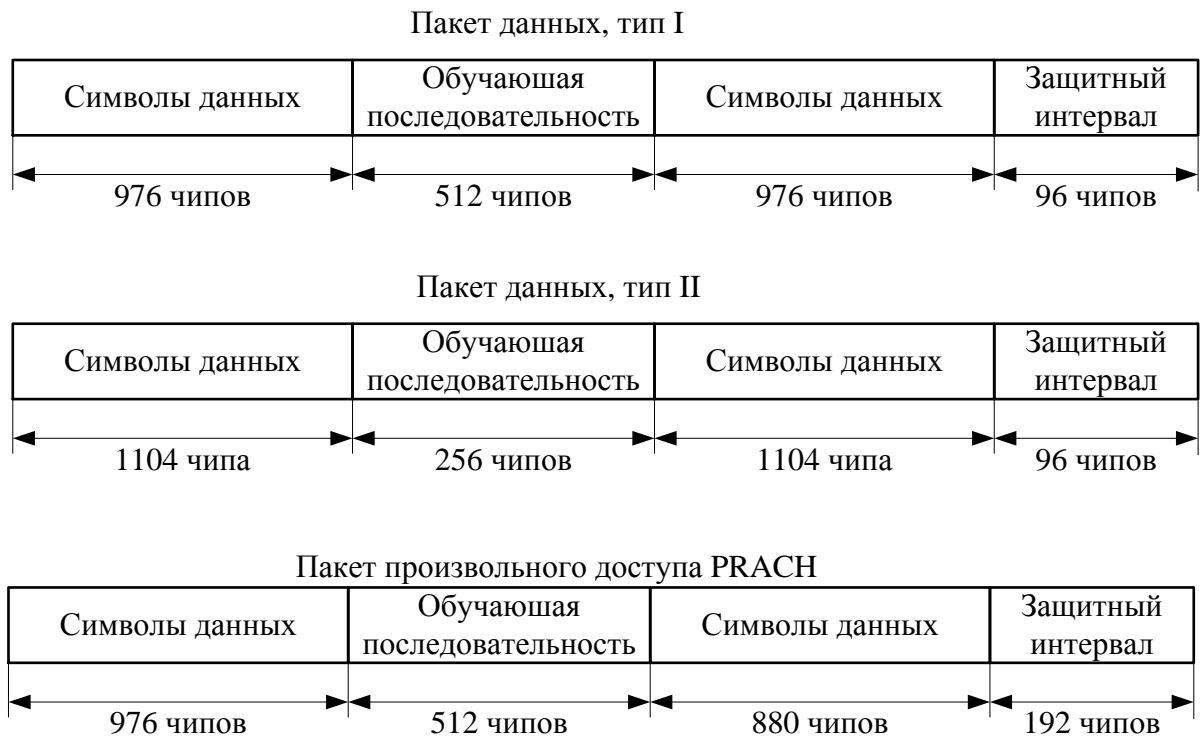 Пакет данных, тип I
Символы данных
Обучаюшая
последовательность
Символы данных
Защитный
интервал
976 чипов
512 чипов
976 чипов
96 чипов
Пакет данных, тип II
Символы данных
Обучаюшая
последовательность
Символы данных
Защитный
интервал
1104 чипа
256 чипов
1104 чипа
96 чипов
Пакет произвольного доступа PRACH
Символы данных
Обучаюшая
последовательность
Символы данных
Защитный
интервал
976 чипов
512 чипов
880 чипов
192 чипов